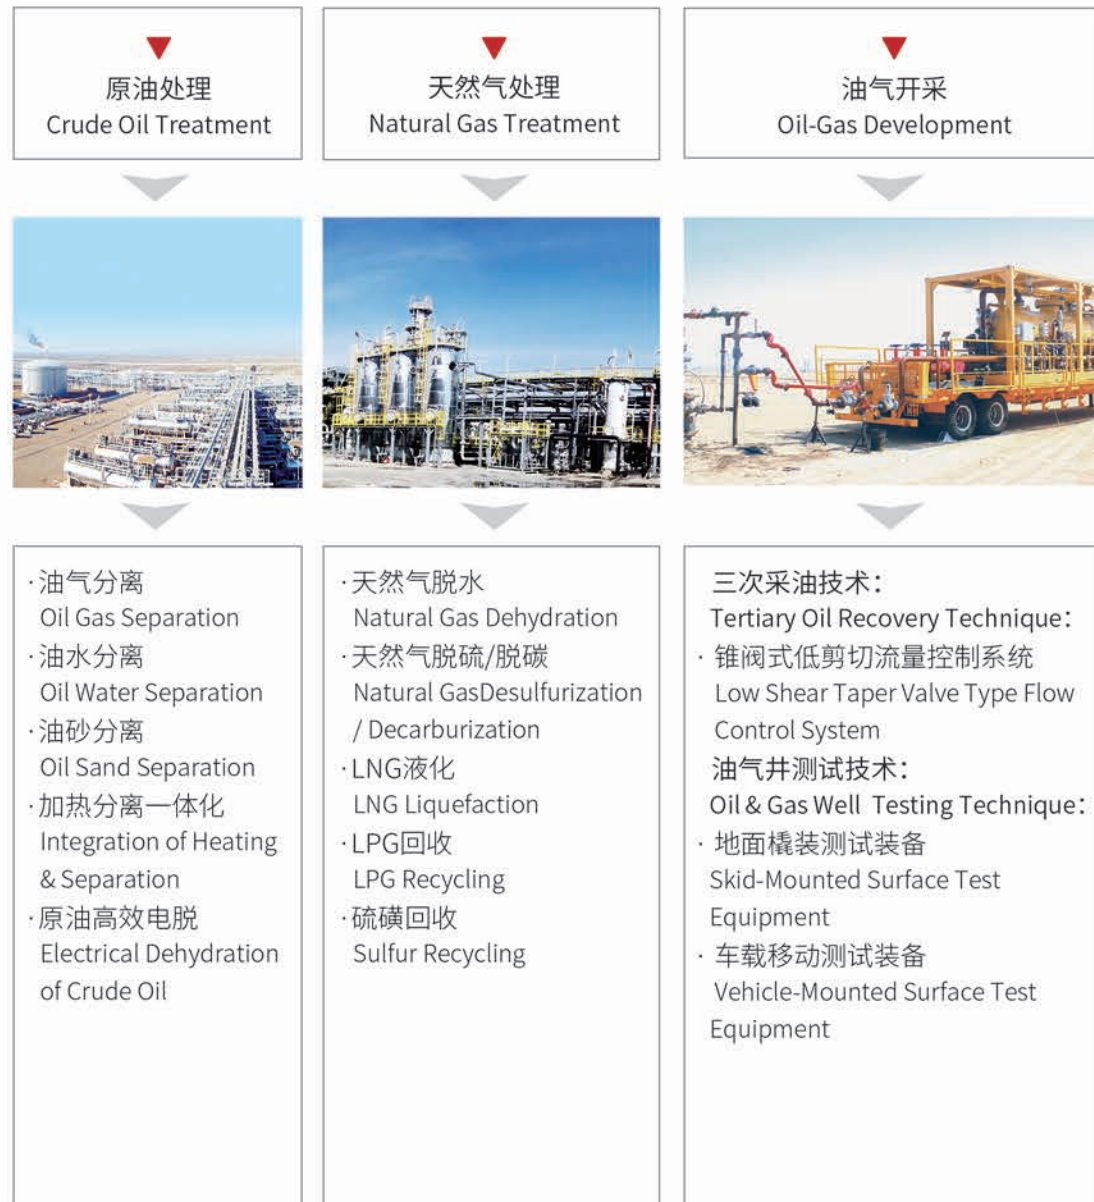 原油处理
Crude Oil Treatment
天然气处理
Natural Gas Treatment
油气开采
Oil-Gas Development
·油气分离
Oil Gas Separation
·油水分离
Oil Water Separation
·油砂分离
Oil Sand Separation
·加热分离一体化
Integration of Heating
& Separation
·原油高效电脱
Electrical Dehydration
of Crude Oil
·天然气脱水
Natural Gas Dehydration
·天然气脱硫/脱碳
Natural GasDesulfurization
/ Decarburization
·LNG液化
LNG Liquefaction
·LPG回收
LPG Recycling
·硫磺回收
Sulfur Recycling
三次采油技术：
Tertiary Oil Recovery Technique：
· 锥阀式低剪切流量控制系统
Low Shear Taper Valve Type Flow
Control System
油气井测试技术：
Oil & Gas Well  Testing Technique：
· 地面橇装测试装备
Skid-Mounted Surface Test
Equipment
· 车载移动测试装备
Vehicle-Mounted Surface Test
Equipment